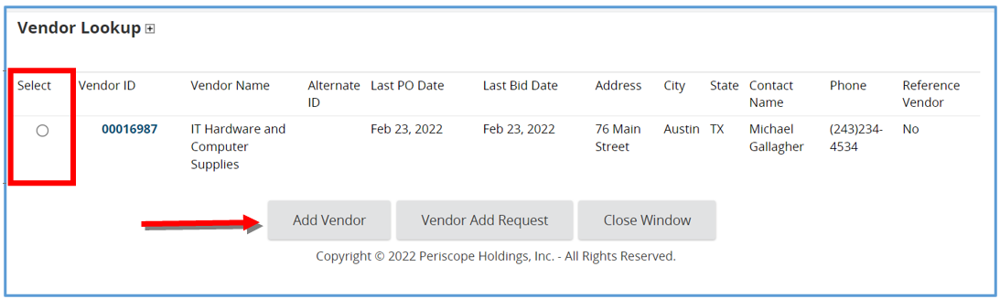 Vendor Lookup
Select Vendor ID Vendor Name Alternate ID Last PO Date Last Bid Date Address City State Contact Name Phone Reference Vendor
00016987 IT Hardware and Computer Supplies Feb 23, 2022 Feb 23, 2022 76 Main Street Austin TX Michael Gallagher (243)234-4534 No
Add Vendor Vendor Add Request Close Window
Copyright © 2022 Periscope Holdings, Inc. - All Rights Reserved.